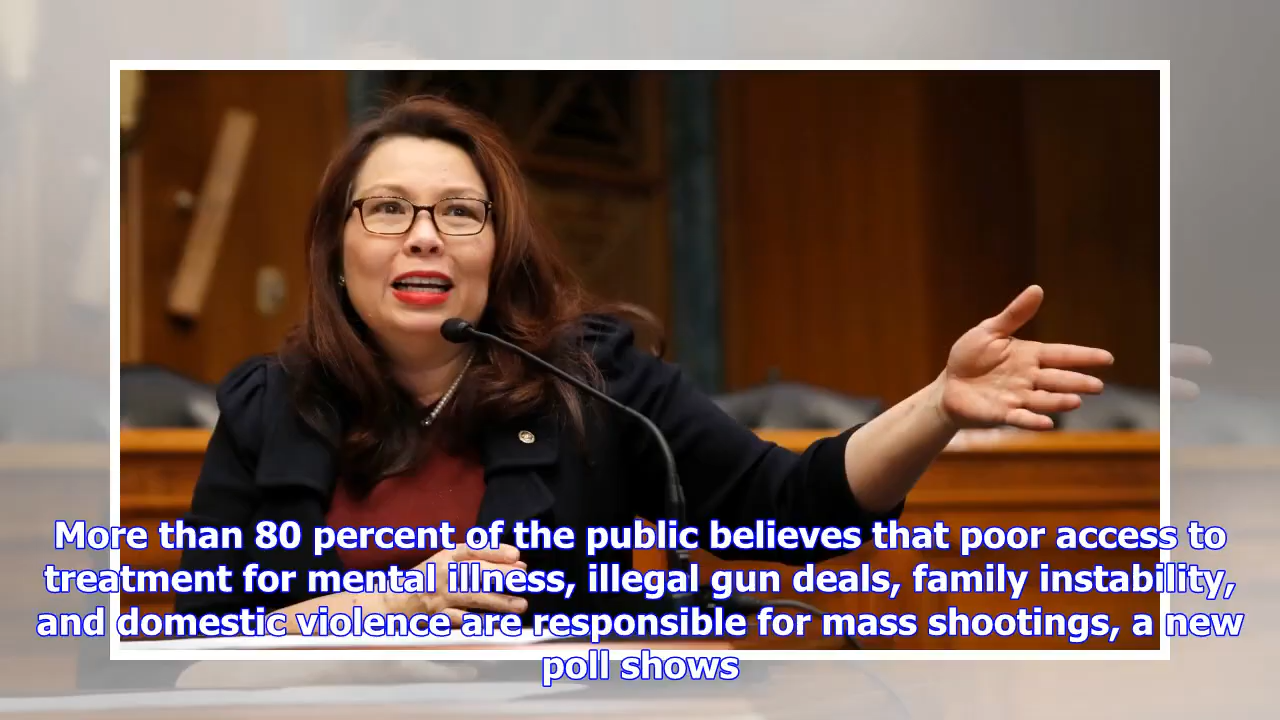 More than 80 percent of the public believes that poor access to
treatment for mental illness, illegal gun deals, family instability,
and domestic violence are responsible for mass shootings, a new
poll shows